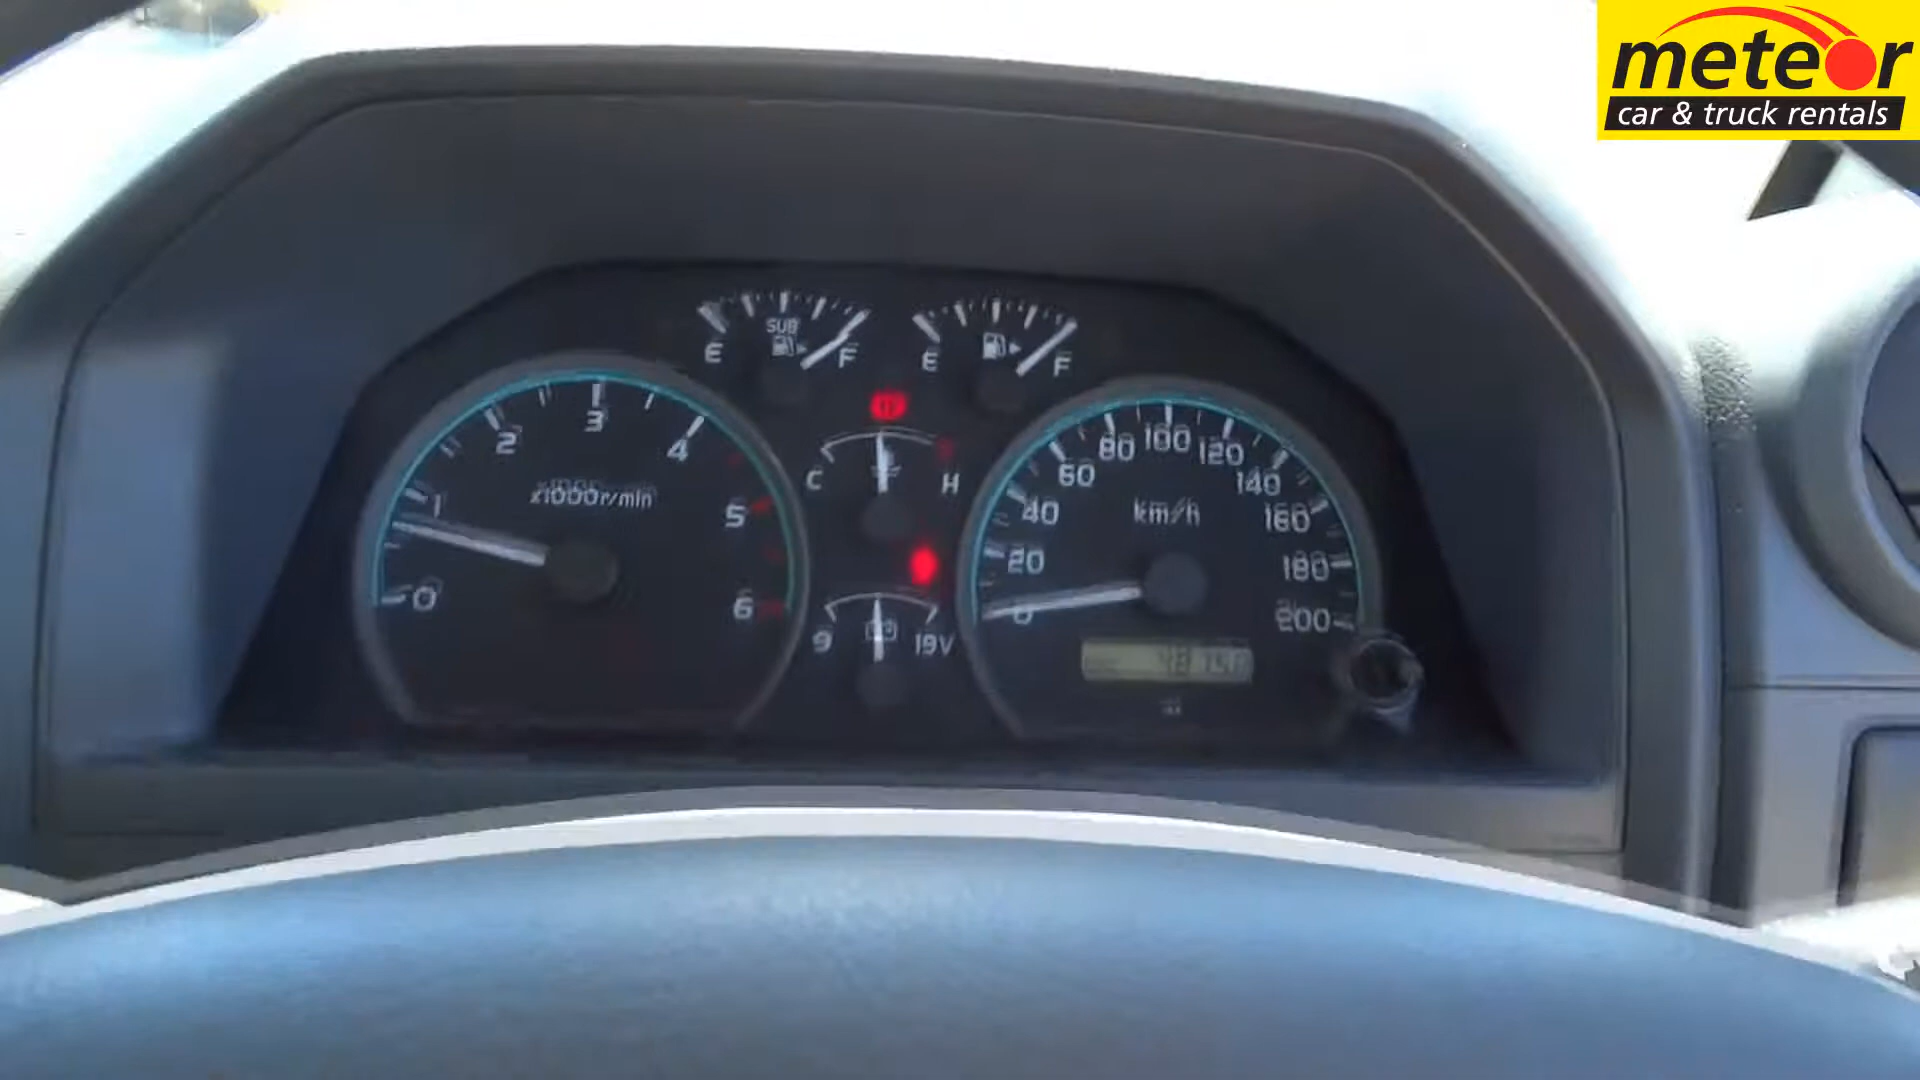 meteor
car & truck rentals
SUB
E F
E F
0 1 2 3 4 5 6
x1000r/min
C H
9 19V
0 20 40 60 80 100 120 140 160 180 200
km/h